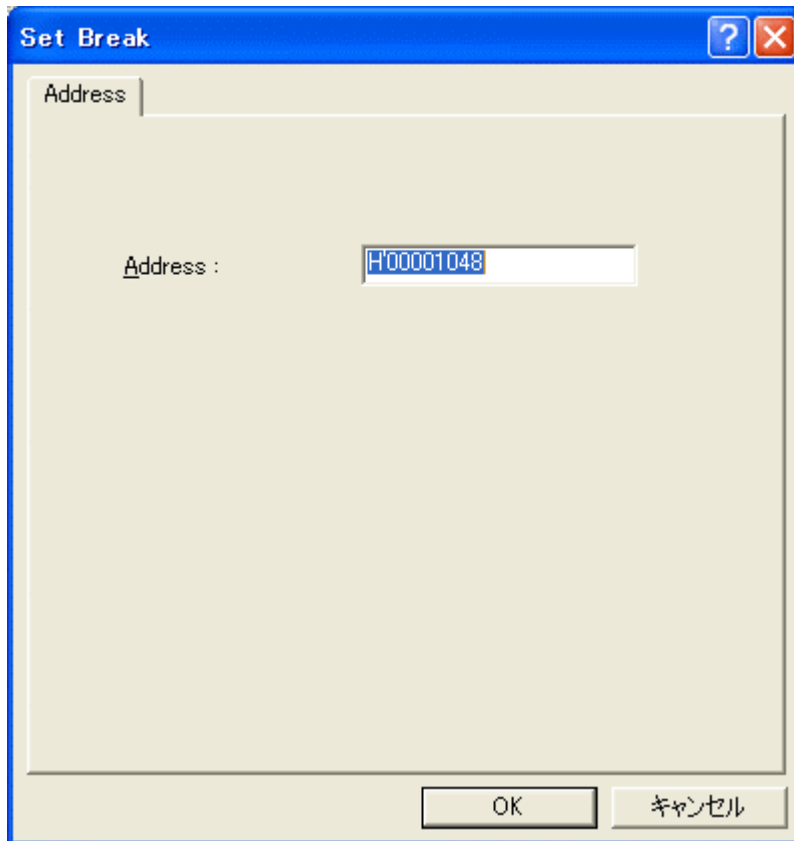 Set Break
Address
Address :
H'00001048
OK
キャンセル